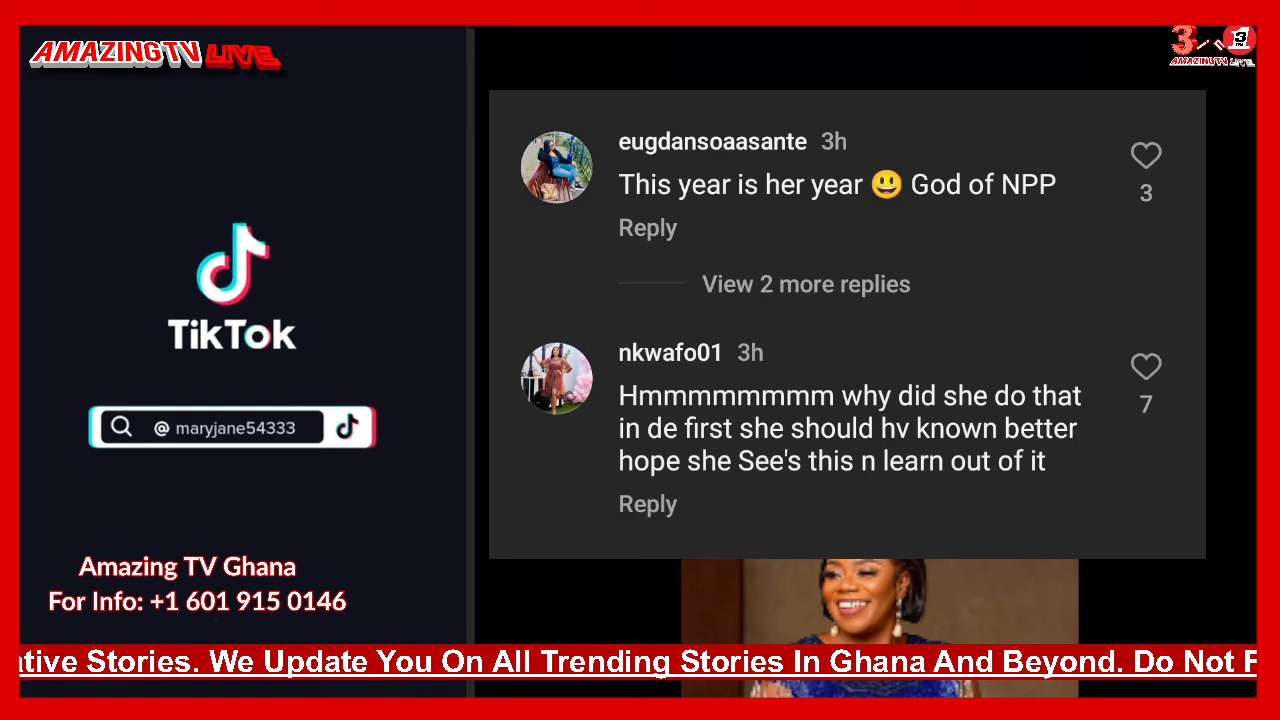 AMAZINGTV LIVE
3 3
AMAZINGTV LIVE
TikTok
@ maryjane54333
Amazing TV Ghana
For Info: +1 601 915 0146
eugdansoaasante 3h
This year is her year 😃 God of NPP
3
Reply
View 2 more replies
nkwafo01 3h
Hmmmmmmmm why did she do that
in de first she should hv known better
hope she See's this n learn out of it
7
Reply
Stories. We Update You On All Trending Stories In Ghana And Beyond. Do Not